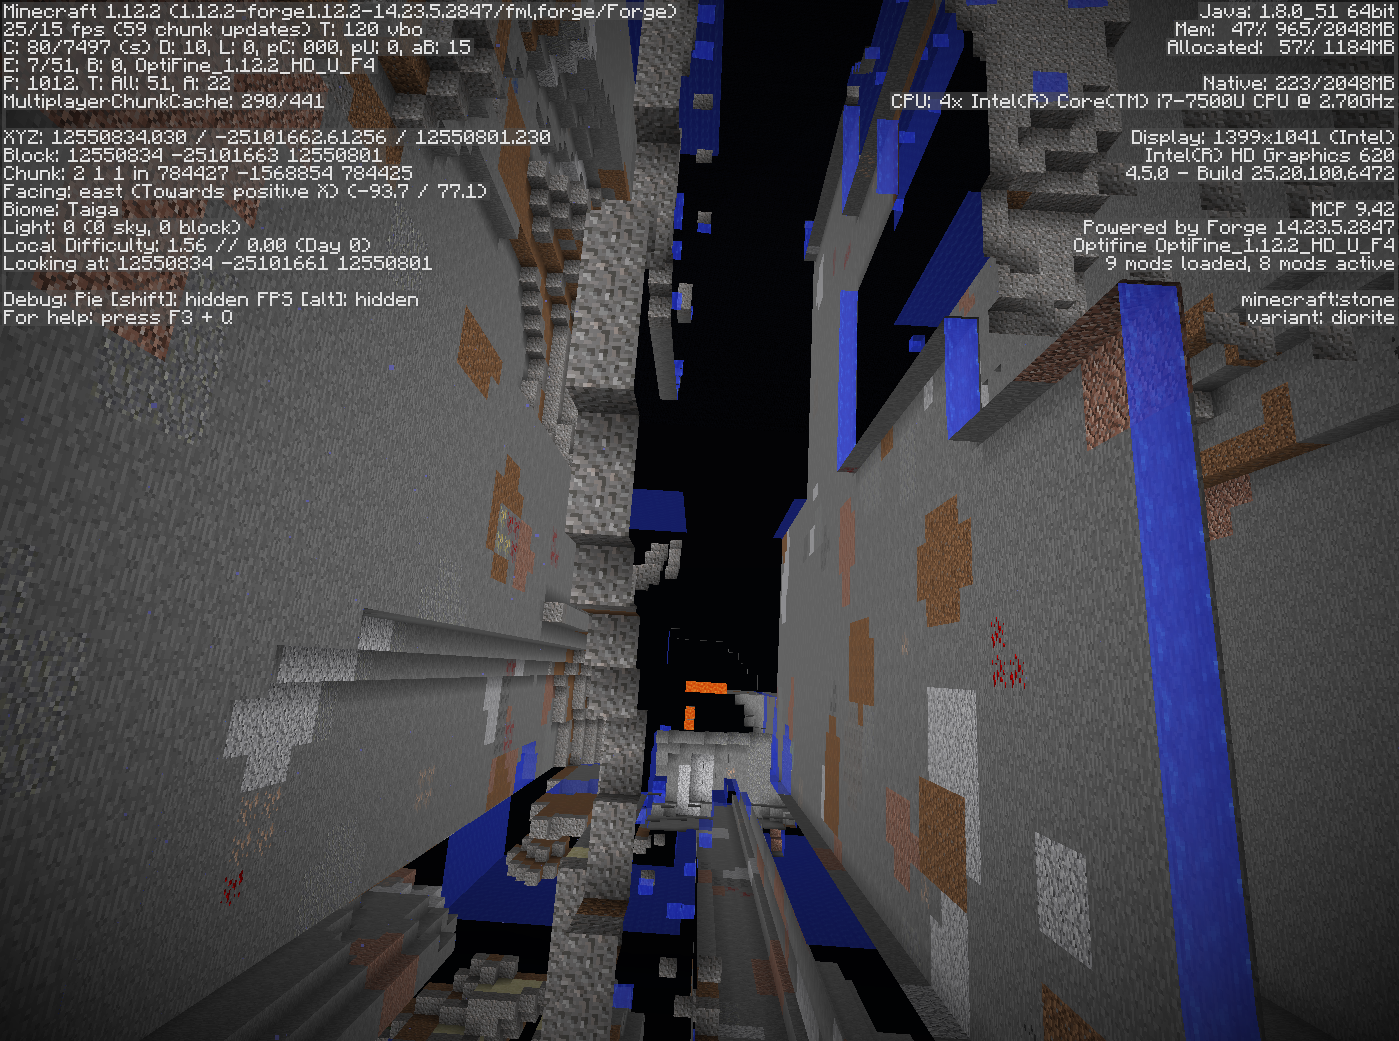 Minecraft 1.12.2 (1.12.2-forge1.12.2-14.23.5.2847/fml,forge/Forge)
25/15 fps (59 chunk updates) T: 120 vbo
C: 80/7497 (s) D: 10, L: 0, pC: 000, pU: 0, aB: 15
E: 7/51, B: 0, OptiFine_1.12.2_HD_U_F4
P: 1012. T: All: 51, A: 22
MultiplayerChunkCache: 290/441
XYZ: 12550834.030 / -25101662.61256 / 12550801.230
Block: 12550834 -25101663 12550801
Chunk: 2 1 1 in 784427 -1568854 784425
Facing: east (Towards positive X) (-93.7 / 77.1)
Biome: Taiga
Light: 0 (0 sky, 0 block)
Local Difficulty: 1.56 // 0.00 (Day 0)
Looking at: 12550834 -25101661 12550801
Debug: Pie [shift]: hidden FPS [alt]: hidden
For help: press F3 + Q
Java: 1.8.0_51 64bit
Mem: 47% 965/2048MB
Allocated: 57% 1184MB
Native: 223/2048MB
CPU: 4x Intel(R) Core(TM) i7-7500U CPU @ 2.70GHz
Display: 1399x1041 (Intel)
Intel(R) HD Graphics 620
4.5.0 - Build 25.20.100.6472
MCP 9.42
Powered by Forge 14.23.5.2847
Optifine OptiFine_1.12.2_HD_U_F4
9 mods loaded, 8 mods active
minecraft:stone
variant: diorite